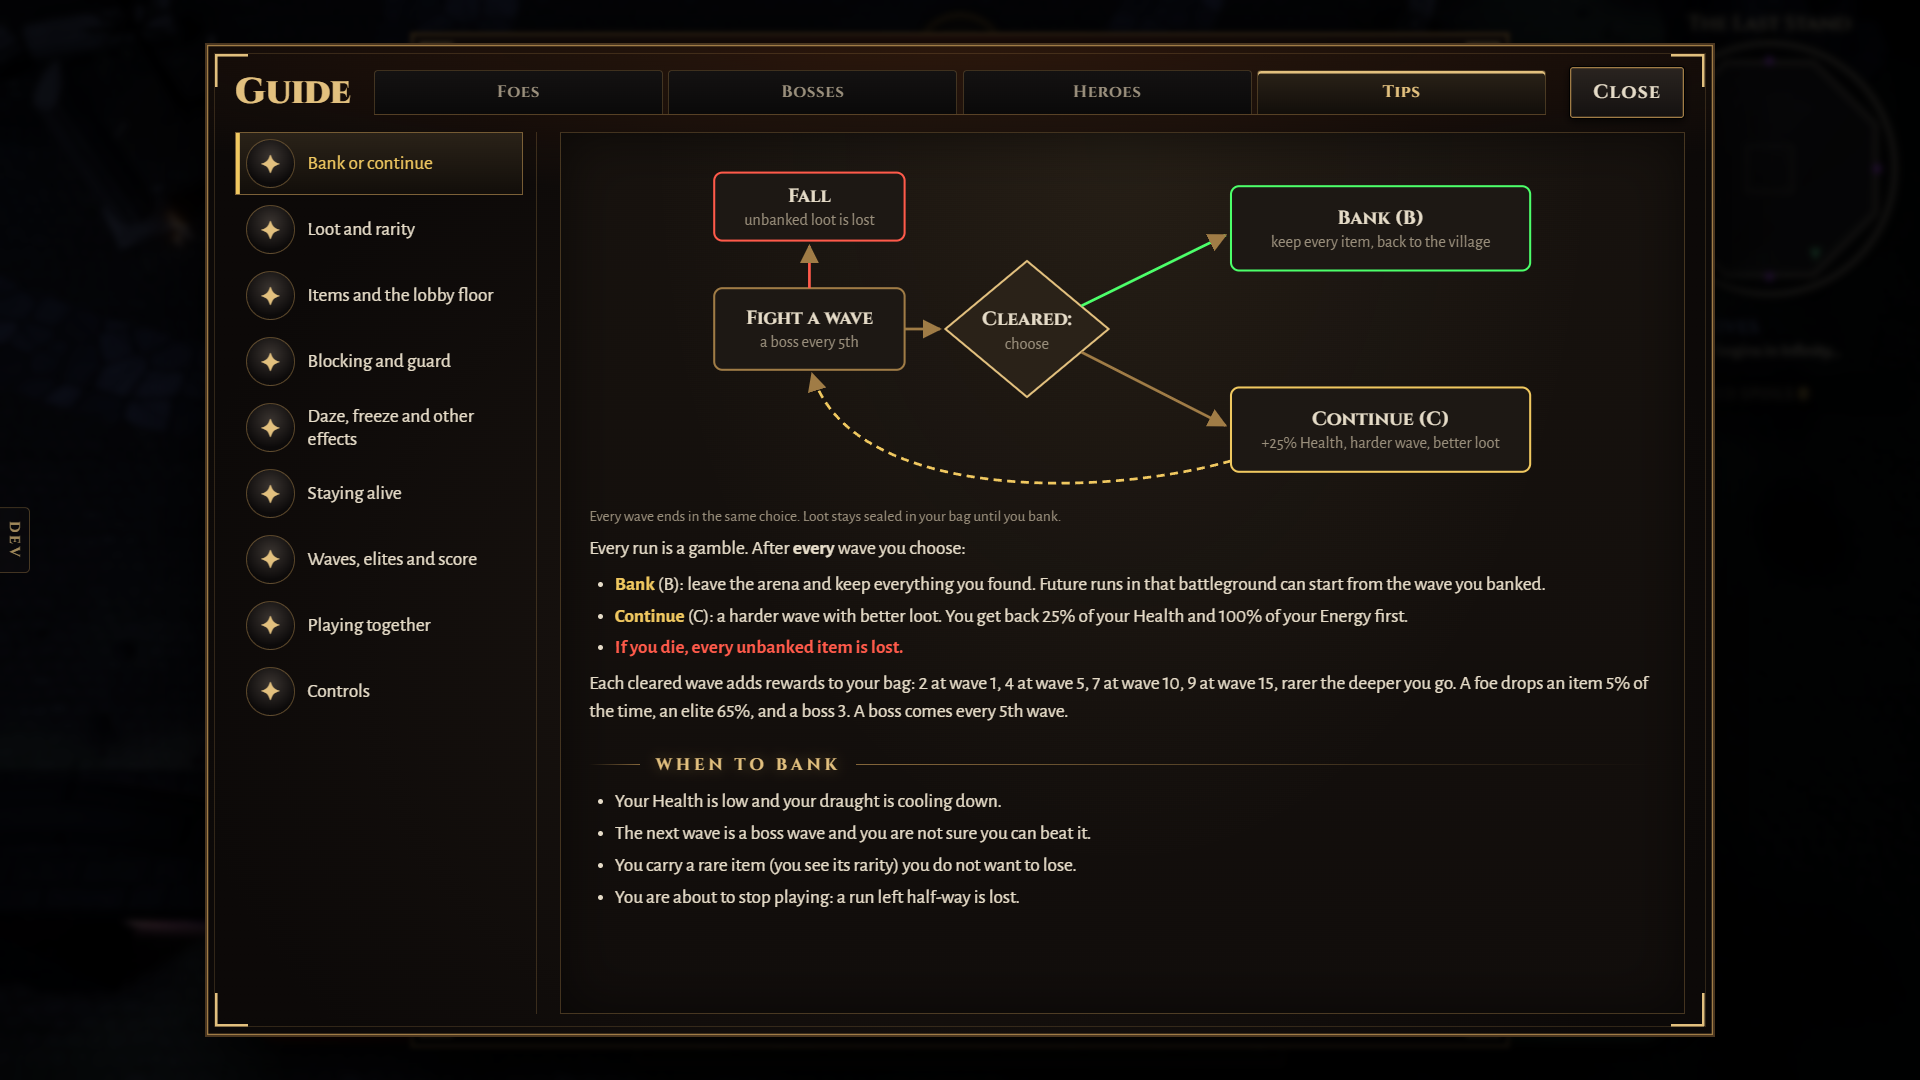 THE LAST STAND
GUIDE
FOES
BOSSES
HEROES
TIPS
CLOSE
Bank or continue
Loot and rarity
Items and the lobby floor
Blocking and guard
Daze, freeze and other
effects
Staying alive
Waves, elites and score
Playing together
Controls
DEV
FALL
unbanked loot is lost
BANK (B)
keep every item, back to the village
FIGHT A WAVE
a boss every 5th
CLEARED:
choose
CONTINUE (C)
+25% Health, harder wave, better loot
Every wave ends in the same choice. Loot stays sealed in your bag until you bank.
Every run is a gamble. After every wave you choose:
• Bank (B): leave the arena and keep everything you found. Future runs in that battleground can start from the wave you banked.
• Continue (C): a harder wave with better loot. You get back 25% of your Health and 100% of your Energy first.
• If you die, every unbanked item is lost.
Each cleared wave adds rewards to your bag: 2 at wave 1, 4 at wave 5, 7 at wave 10, 9 at wave 15, rarer the deeper you go. A foe drops an item 5% of
the time, an elite 65%, and a boss 3. A boss comes every 5th wave.
WHEN TO BANK
• Your Health is low and your draught is cooling down.
• The next wave is a boss wave and you are not sure you can beat it.
• You carry a rare item (you see its rarity) you do not want to lose.
• You are about to stop playing: a run left half-way is lost.